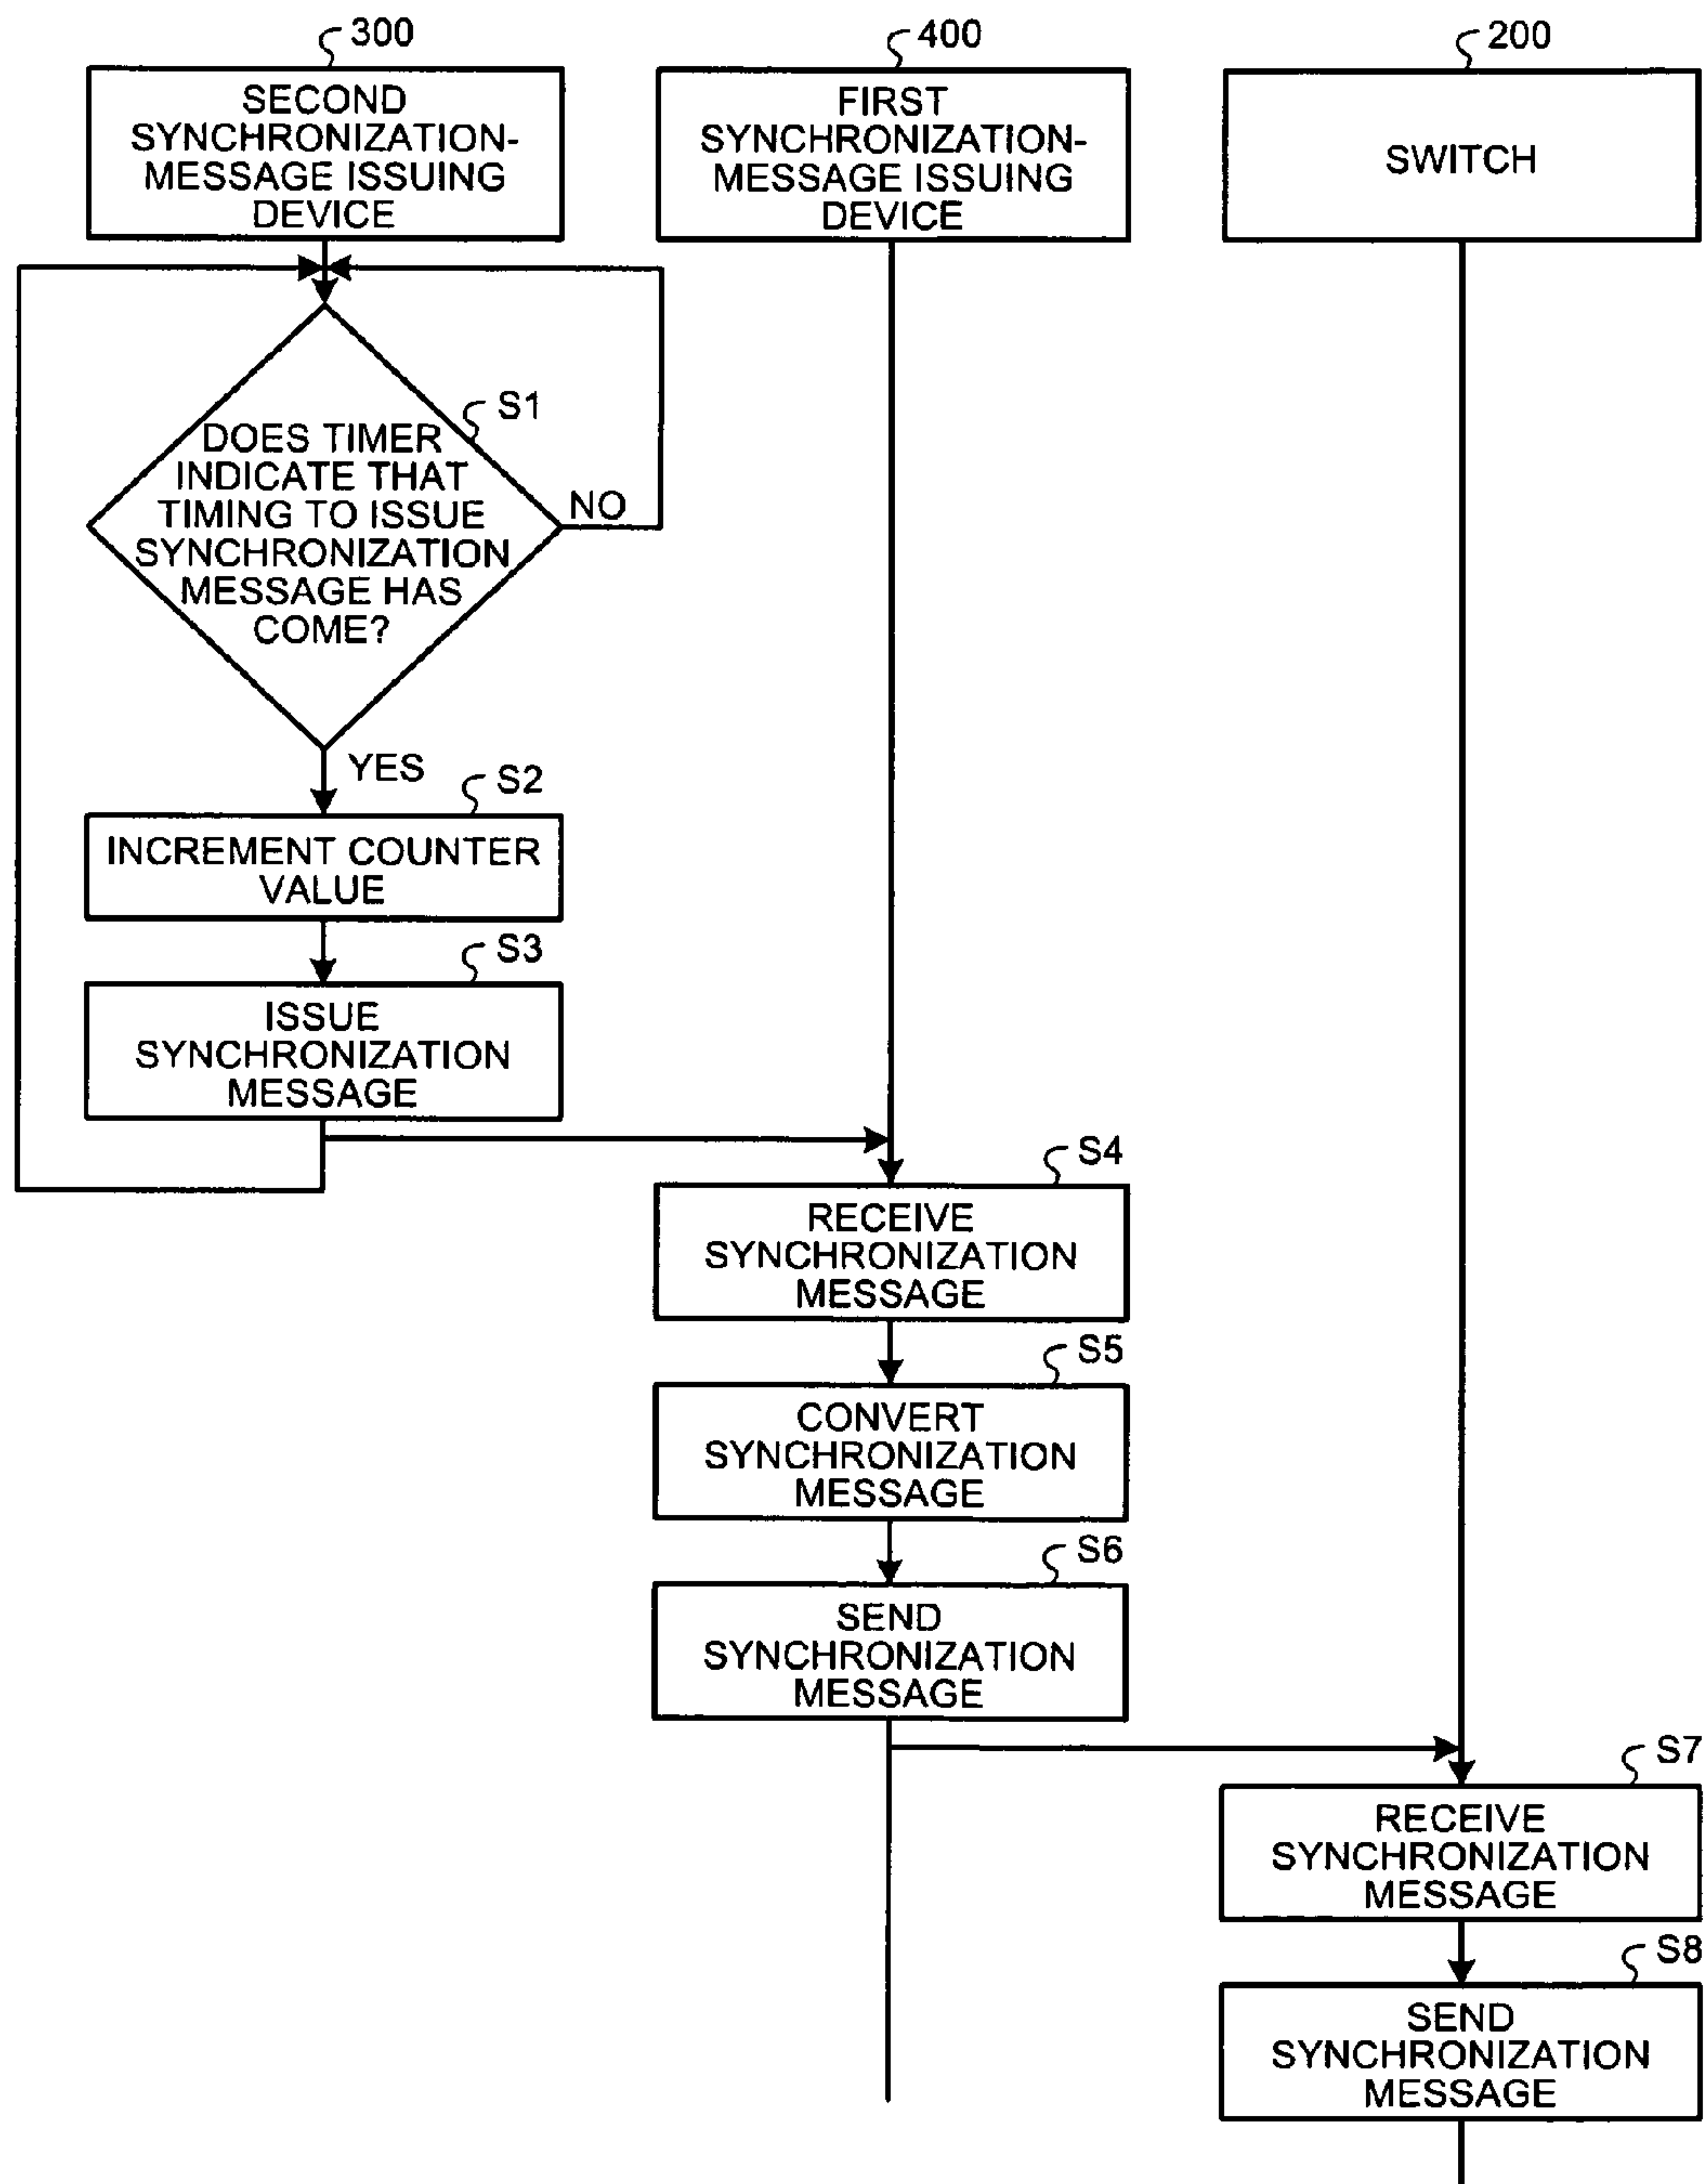 300
SECOND
SYNCHRONIZATION-
MESSAGE ISSUING
DEVICE
400
FIRST
SYNCHRONIZATION-
MESSAGE ISSUING
DEVICE
200
SWITCH
S1
DOES TIMER
INDICATE THAT
TIMING TO ISSUE
SYNCHRONIZATION
MESSAGE HAS
COME?
NO
YES
S2
INCREMENT COUNTER
VALUE
S3
ISSUE
SYNCHRONIZATION
MESSAGE
S4
RECEIVE
SYNCHRONIZATION
MESSAGE
S5
CONVERT
SYNCHRONIZATION
MESSAGE
S6
SEND
SYNCHRONIZATION
MESSAGE
S7
RECEIVE
SYNCHRONIZATION
MESSAGE
S8
SEND
SYNCHRONIZATION
MESSAGE